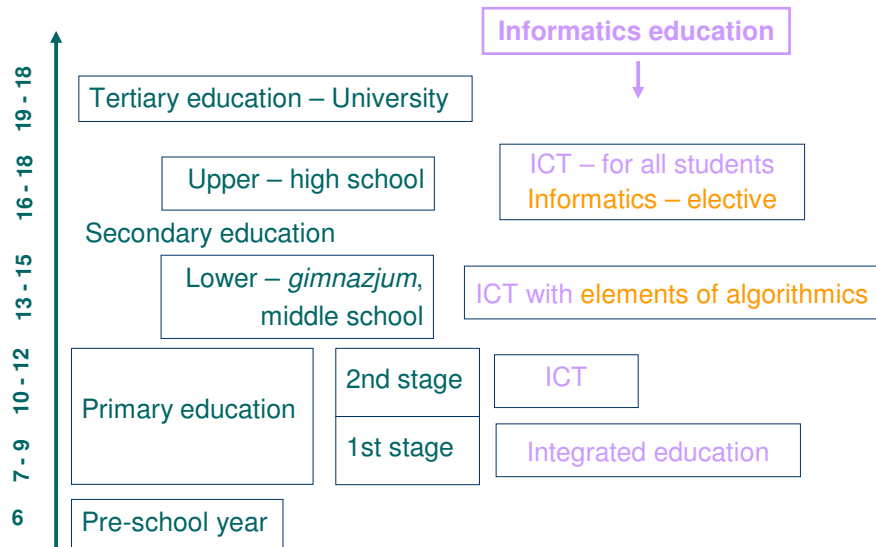 Informatics education
19 - 18
Tertiary education – University
16 - 18
Upper – high school
ICT – for all students
Informatics – elective
Secondary education
13 - 15
Lower – gimnazjum,
middle school
ICT with elements of algorithmics
10 - 12
Primary education
2nd stage
ICT
7 - 9
1st stage
Integrated education
6
Pre-school year